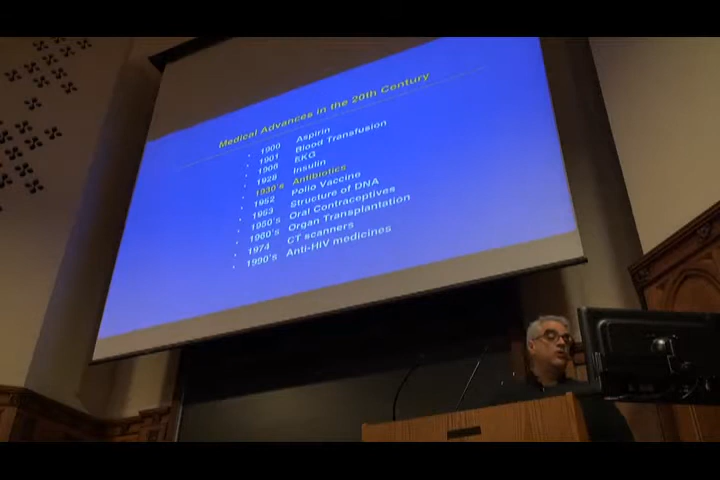 Medical Advances in the 20th Century
• 1900 Aspirin
• 1901 Blood Transfusion
• 1906 EKG
• 1928 Insulin
• 1930's Antibiotics
• 1952 Polio Vaccine
• 1953 Structure of DNA
• 1950's Oral Contraceptives
• 1960's Organ Transplantation
• 1974 CT scanners
• 1990's Anti-HIV medicines